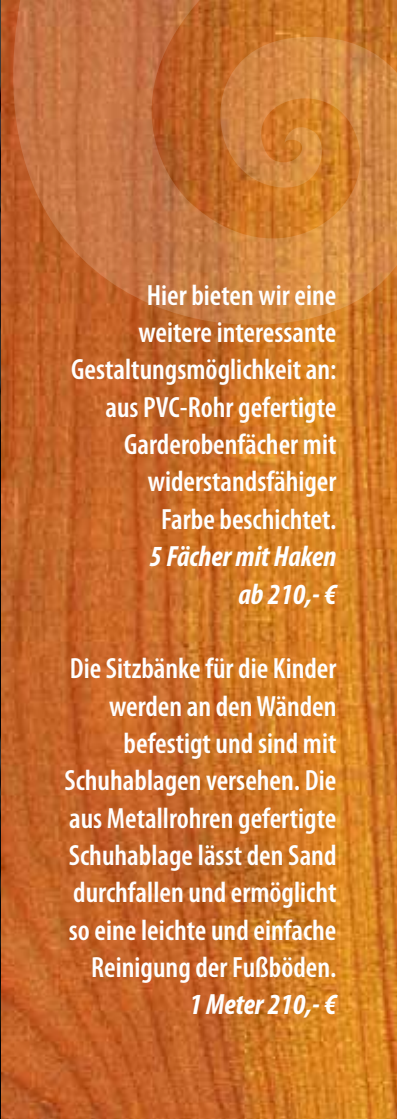 Hier bieten wir eine
weitere interessante
Gestaltungsmöglichkeit an:
aus PVC-Rohr gefertigte
Garderobenfächer mit
widerstandsfähiger
Farbe beschichtet.
5 Fächer mit Haken
ab 210,- €
Die Sitzbänke für die Kinder
werden an den Wänden
befestigt und sind mit
Schuhablagen versehen. Die
aus Metallrohren gefertigte
Schuhablage lässt den Sand
durchfallen und ermöglicht
so eine leichte und einfache
Reinigung der Fußböden.
1 Meter 210,- €